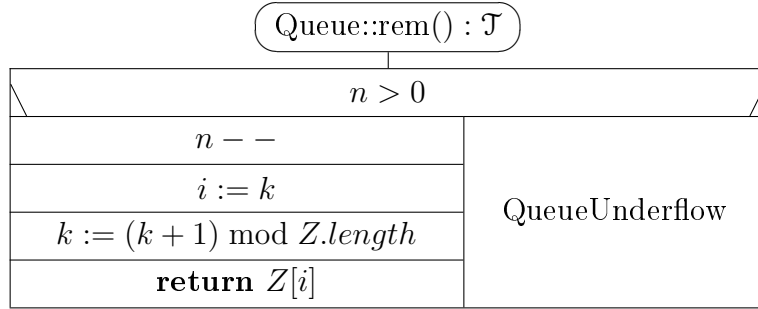 Queue::rem() : 𝒯
n > 0
n − −
i := k
QueueUnderflow
k := (k + 1) mod Z.length
return Z[i]